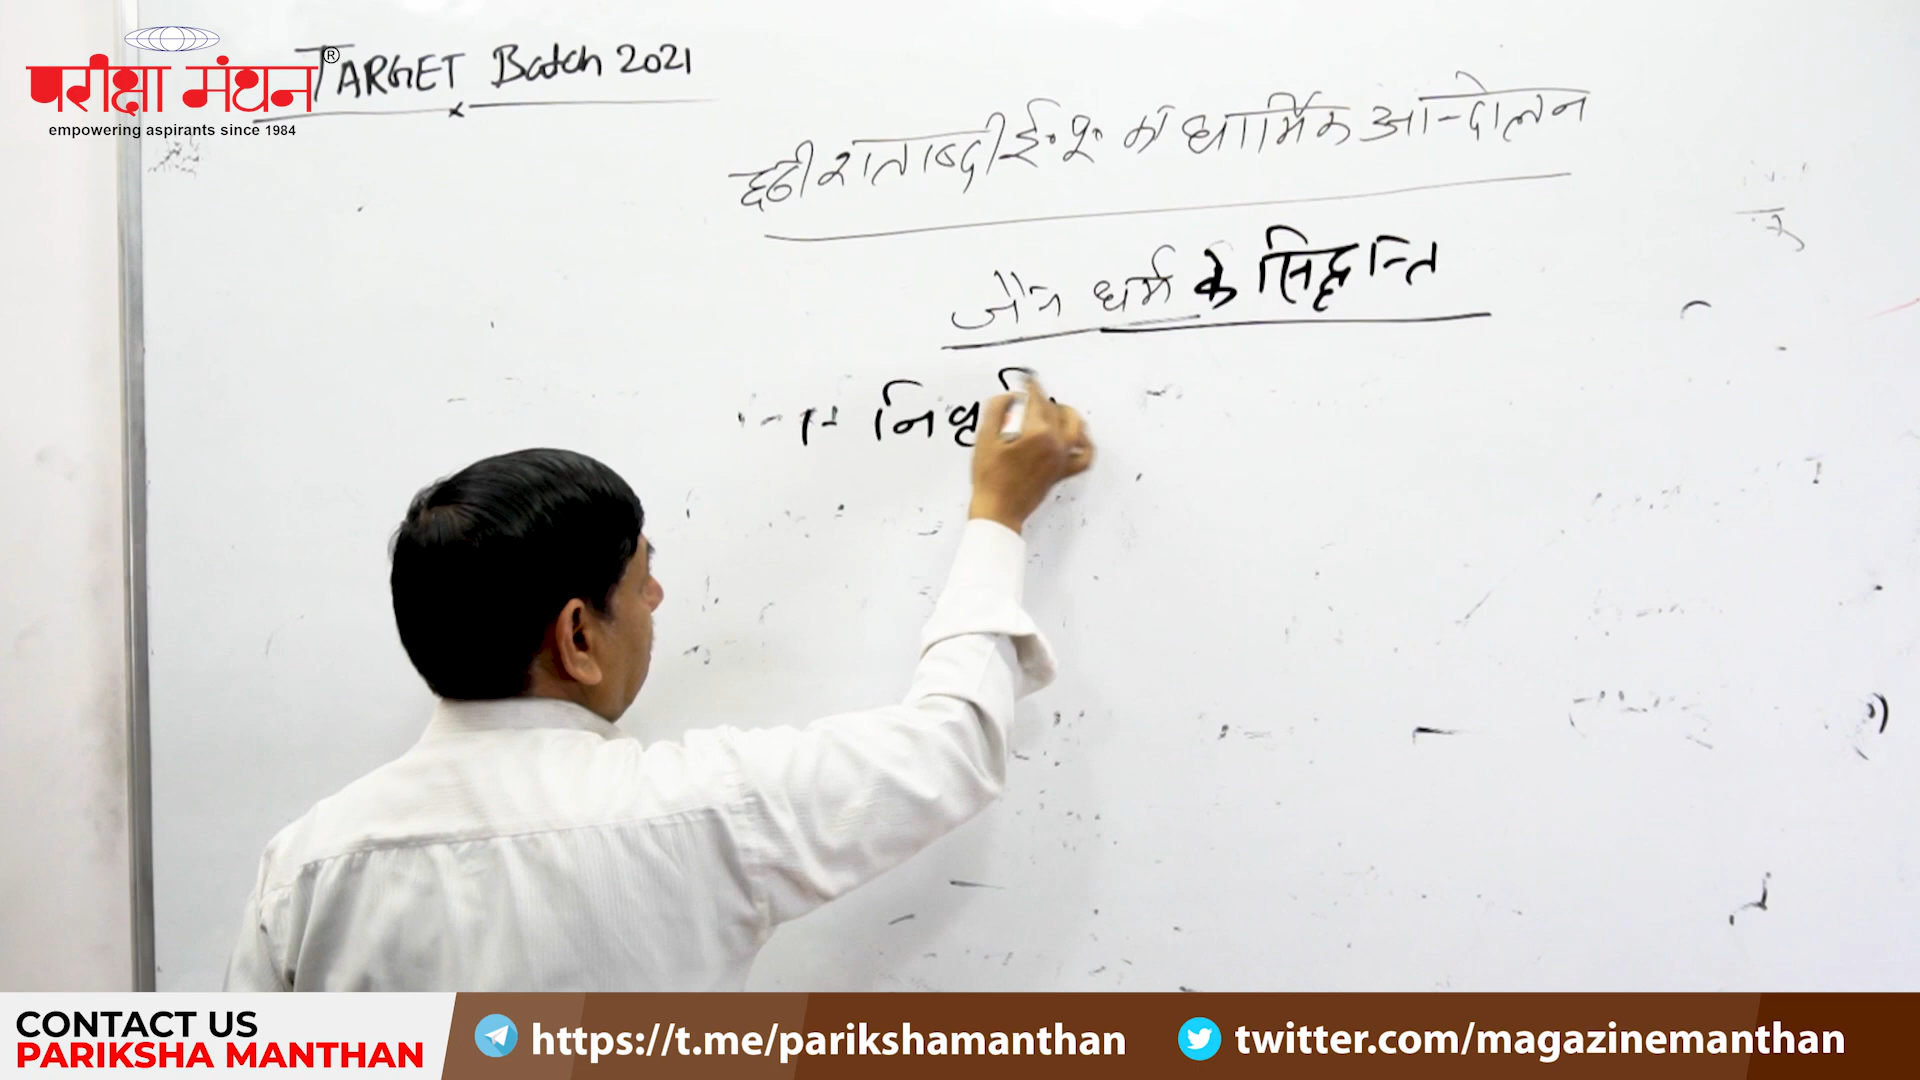 परीक्षा मंथन®
empowering aspirants since 1984
TARGET Batch 2021
छठी शताब्दी ई॰पू॰ का धार्मिक आन्दोलन
जैन धर्म के सिद्धान्त
1- निवृ
CONTACT US
PARIKSHA MANTHAN
https://t.me/parikshamanthan
twitter.com/magazinemanthan